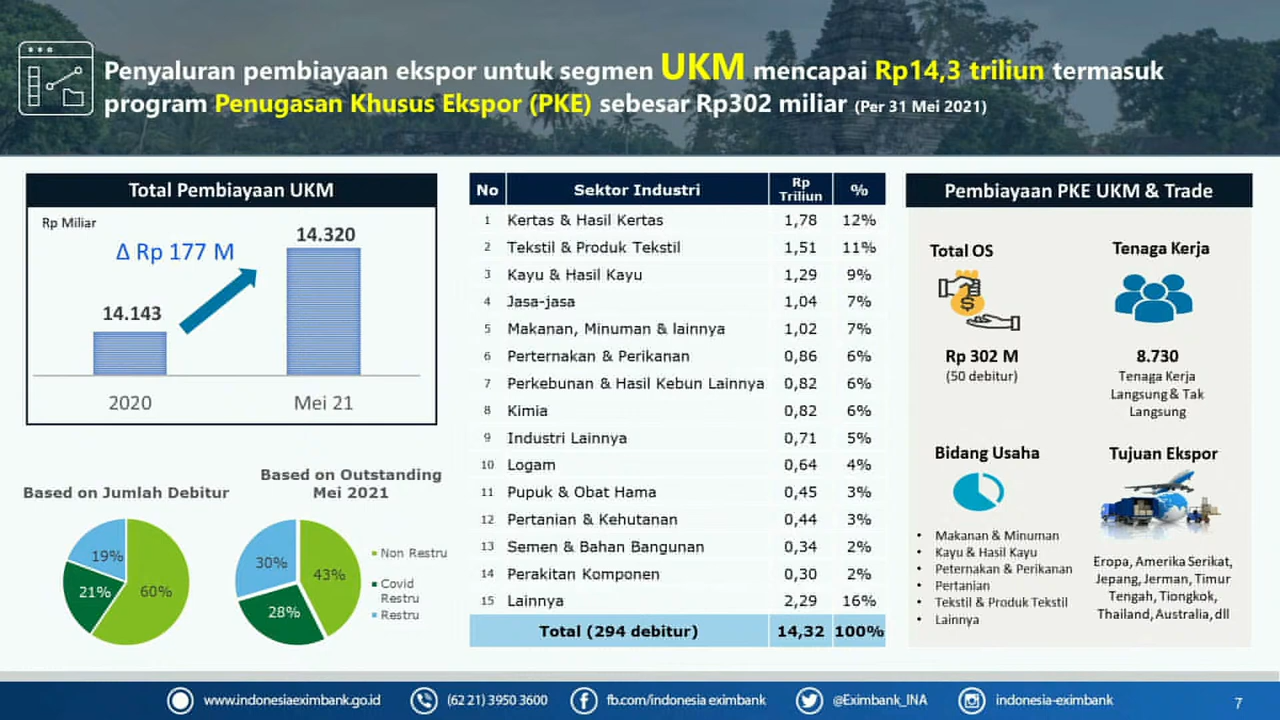 Penyaluran pembiayaan ekspor untuk segmen UKM mencapai Rp14,3 triliun termasuk
program Penugasan Khusus Ekspor (PKE) sebesar Rp302 miliar (Per 31 Mei 2021)
Total Pembiayaan UKM
Rp Miliar
Δ Rp 177 M
14.143
14.320
2020
Mei 21
Based on Jumlah Debitur
19%
21%
60%
Based on Outstanding
Mei 2021
30%
43%
28%
Non Restru
Covid
Restru
Restru
No Sektor Industri Rp Triliun %
1 Kertas & Hasil Kertas 1,78 12%
2 Tekstil & Produk Tekstil 1,51 11%
3 Kayu & Hasil Kayu 1,29 9%
4 Jasa-jasa 1,04 7%
5 Makanan, Minuman & lainnya 1,02 7%
6 Perternakan & Perikanan 0,86 6%
7 Perkebunan & Hasil Kebun Lainnya 0,82 6%
8 Kimia 0,82 6%
9 Industri Lainnya 0,71 5%
10 Logam 0,64 4%
11 Pupuk & Obat Hama 0,45 3%
12 Pertanian & Kehutanan 0,44 3%
13 Semen & Bahan Bangunan 0,34 2%
14 Perakitan Komponen 0,30 2%
15 Lainnya 2,29 16%
Total (294 debitur) 14,32 100%
Pembiayaan PKE UKM & Trade
Total OS
$
Rp 302 M
(50 debitur)
Tenaga Kerja
8.730
Tenaga Kerja
Langsung & Tak
Langsung
Bidang Usaha
• Makanan & Minuman
• Kayu & Hasil Kayu
• Peternakan & Perikanan
• Pertanian
• Tekstil & Produk Tekstil
• Lainnya
Tujuan Ekspor
Eropa, Amerika Serikat,
Jepang, Jerman, Timur
Tengah, Tiongkok,
Thailand, Australia, dll
www.indonesiaeximbank.go.id
(62 21) 3950 3600
fb.com/indonesia eximbank
@Eximbank_INA
indonesia-eximbank
7